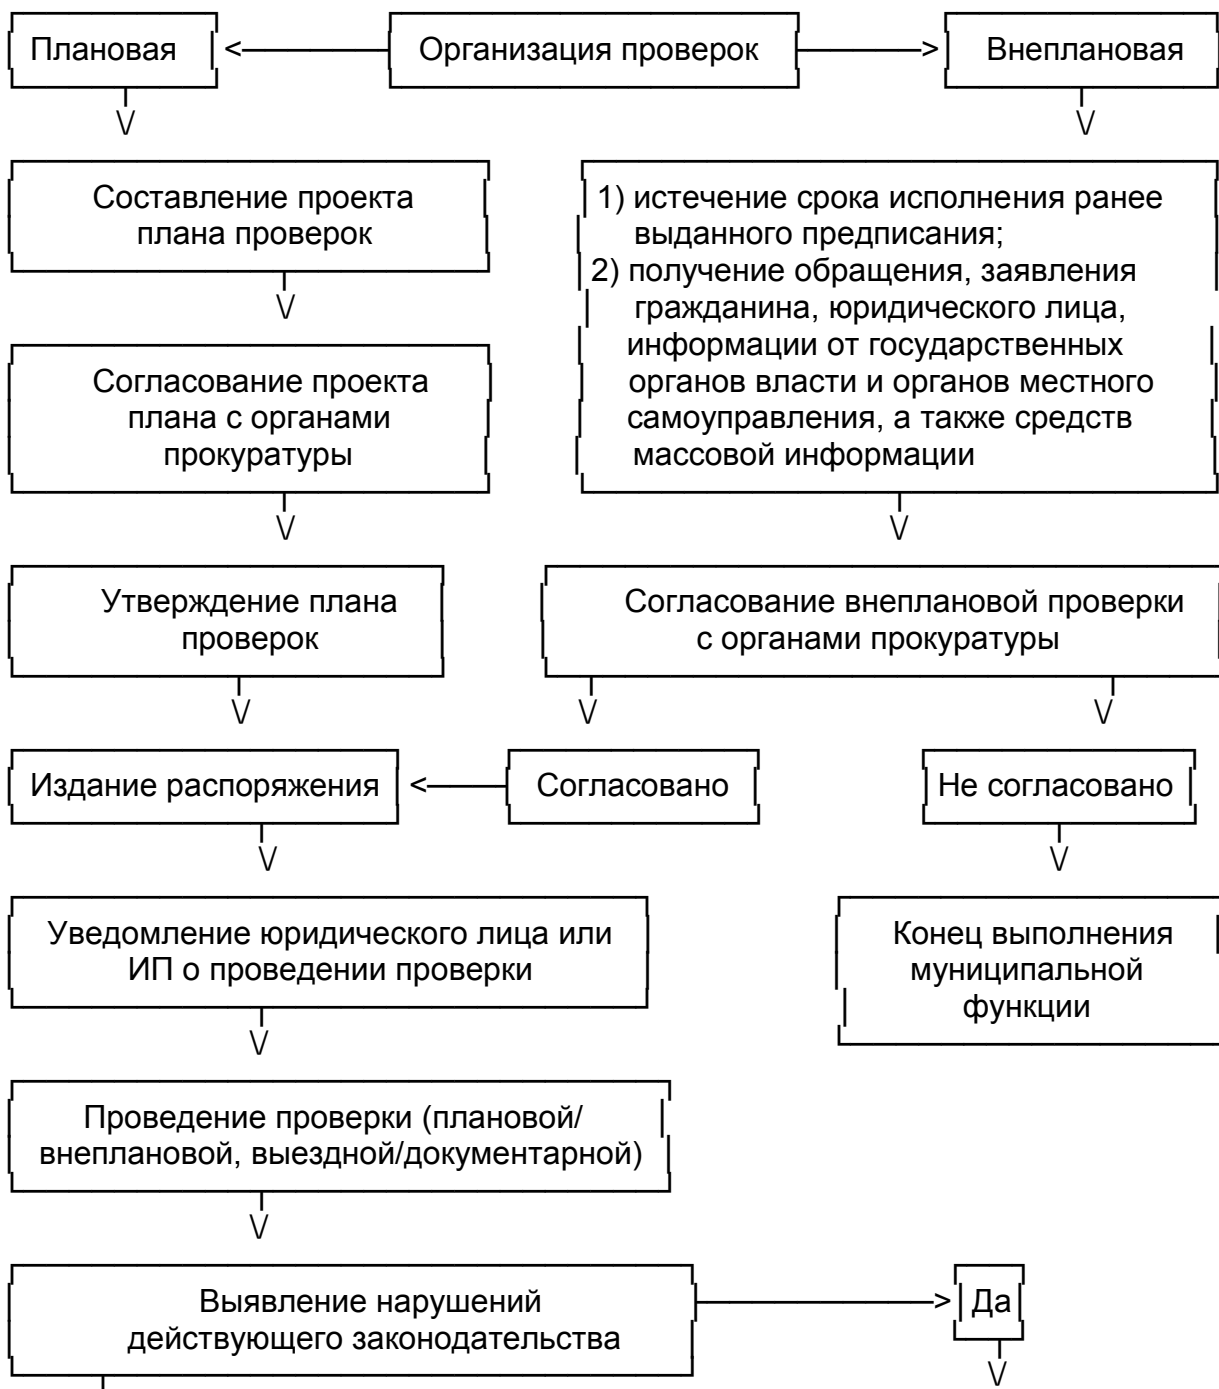 Плановая
Организация проверок
Внеплановая
Составление проекта
плана проверок
1) истечение срока исполнения ранее
выданного предписания;
2) получение обращения, заявления
гражданина, юридического лица,
информации от государственных
органов власти и органов местного
самоуправления, а также средств
массовой информации
Согласование проекта
плана с органами
прокуратуры
Утверждение плана
проверок
Согласование внеплановой проверки
с органами прокуратуры
Издание распоряжения
Согласовано
Не согласовано
Уведомление юридического лица или
ИП о проведении проверки
Конец выполнения
муниципальной
функции
Проведение проверки (плановой/
внеплановой, выездной/документарной)
Выявление нарушений
действующего законодательства
Да